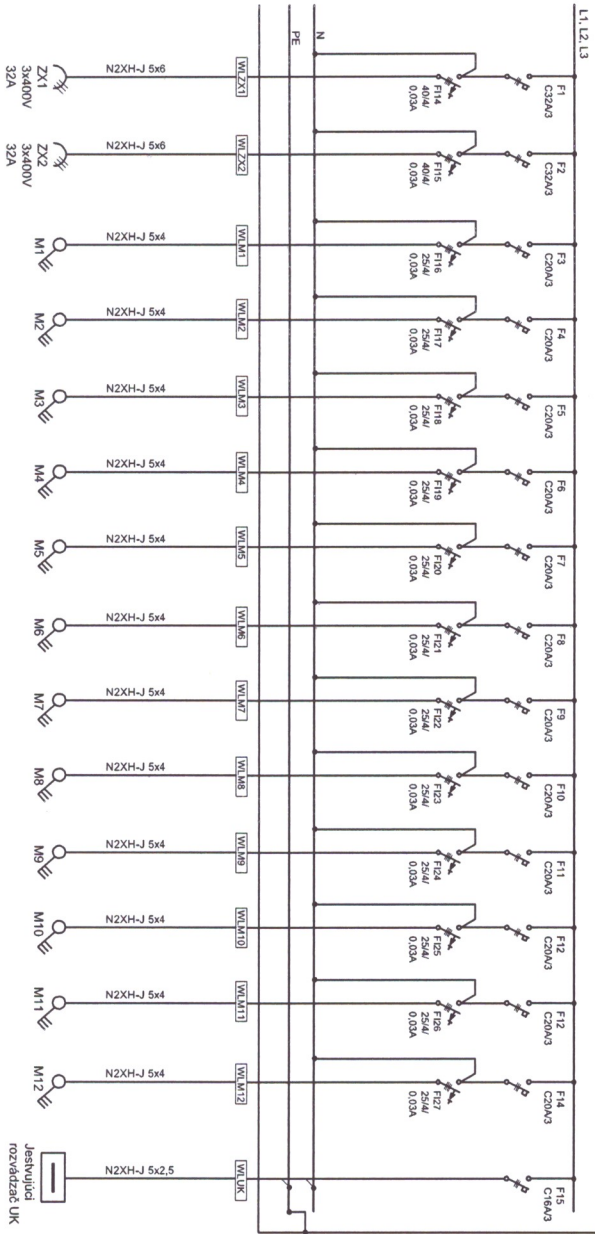 L1, L2, L3
N
PE
F1
C32A/3
FI14
40/4/
0,03A
WLZX1
N2XH-J 5x6
ZX1
3x400V
32A
F2
C32A/3
FI15
40/4/
0,03A
WLZX2
N2XH-J 5x6
ZX2
3x400V
32A
F3
C20A/3
FI16
25/4/
0,03A
WLM1
N2XH-J 5x4
M1
F4
C20A/3
FI17
25/4/
0,03A
WLM2
N2XH-J 5x4
M2
F5
C20A/3
FI18
25/4/
0,03A
WLM3
N2XH-J 5x4
M3
F6
C20A/3
FI19
25/4/
0,03A
WLM4
N2XH-J 5x4
M4
F7
C20A/3
FI20
25/4/
0,03A
WLM5
N2XH-J 5x4
M5
F8
C20A/3
FI21
25/4/
0,03A
WLM6
N2XH-J 5x4
M6
F9
C20A/3
FI22
25/4/
0,03A
WLM7
N2XH-J 5x4
M7
F10
C20A/3
FI23
25/4/
0,03A
WLM8
N2XH-J 5x4
M8
F11
C20A/3
FI24
25/4/
0,03A
WLM9
N2XH-J 5x4
M9
F12
C20A/3
FI25
25/4/
0,03A
WLM10
N2XH-J 5x4
M10
F12
C20A/3
FI26
25/4/
0,03A
WLM11
N2XH-J 5x4
M11
F14
C20A/3
FI27
25/4/
0,03A
WLM12
N2XH-J 5x4
M12
F15
C16A/3
WLUK
N2XH-J 5x2,5
Jestvujúci
rozvádzač UK